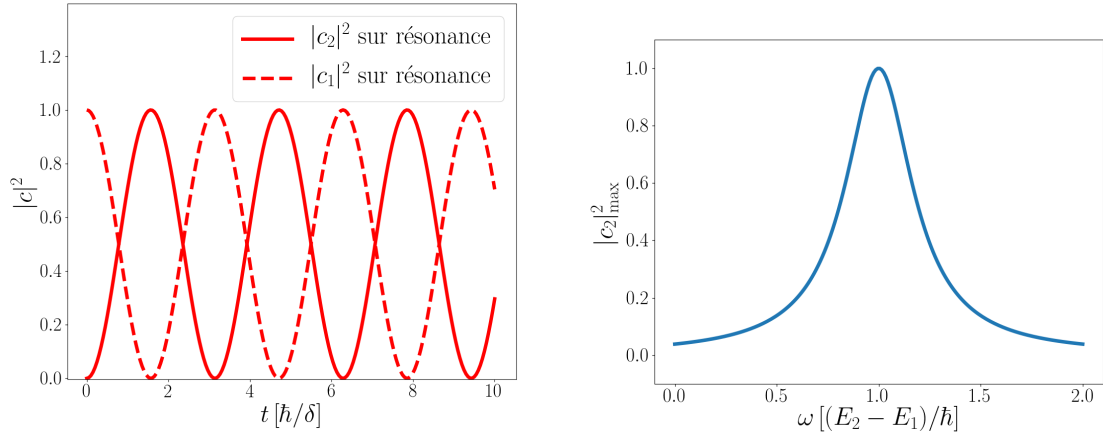 |c₂|² sur résonance
|c₁|² sur résonance
1.2
1.0
0.8
0.6
0.4
0.2
0.0
|c|²
0 2 4 6 8 10
t [ħ/δ]
1.0
0.8
0.6
0.4
0.2
0.0
|c₂|²max
0.0 0.5 1.0 1.5 2.0
ω [(E₂ − E₁)/ħ]